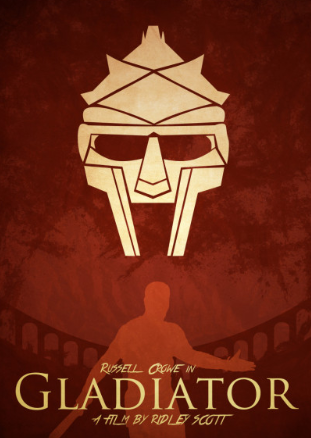 Russell Crowe in
GLADIATOR
A Film by Ridley Scott